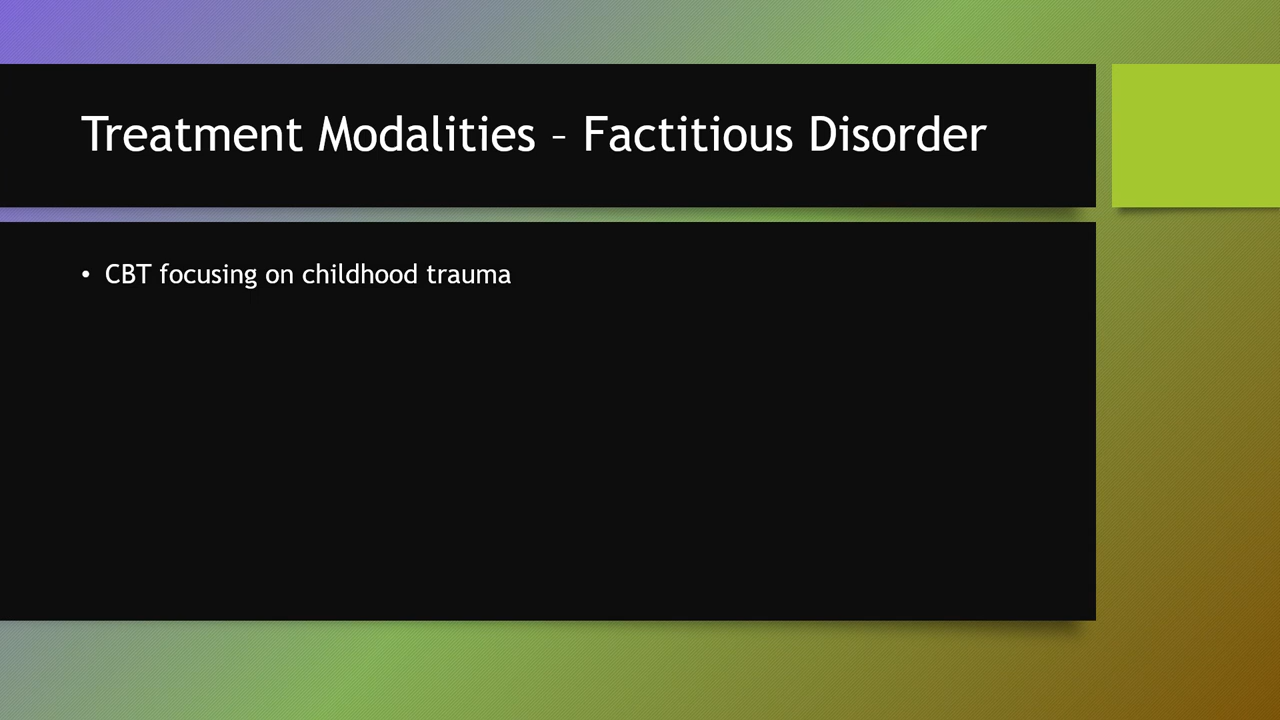 Treatment Modalities – Factitious Disorder
• CBT focusing on childhood trauma